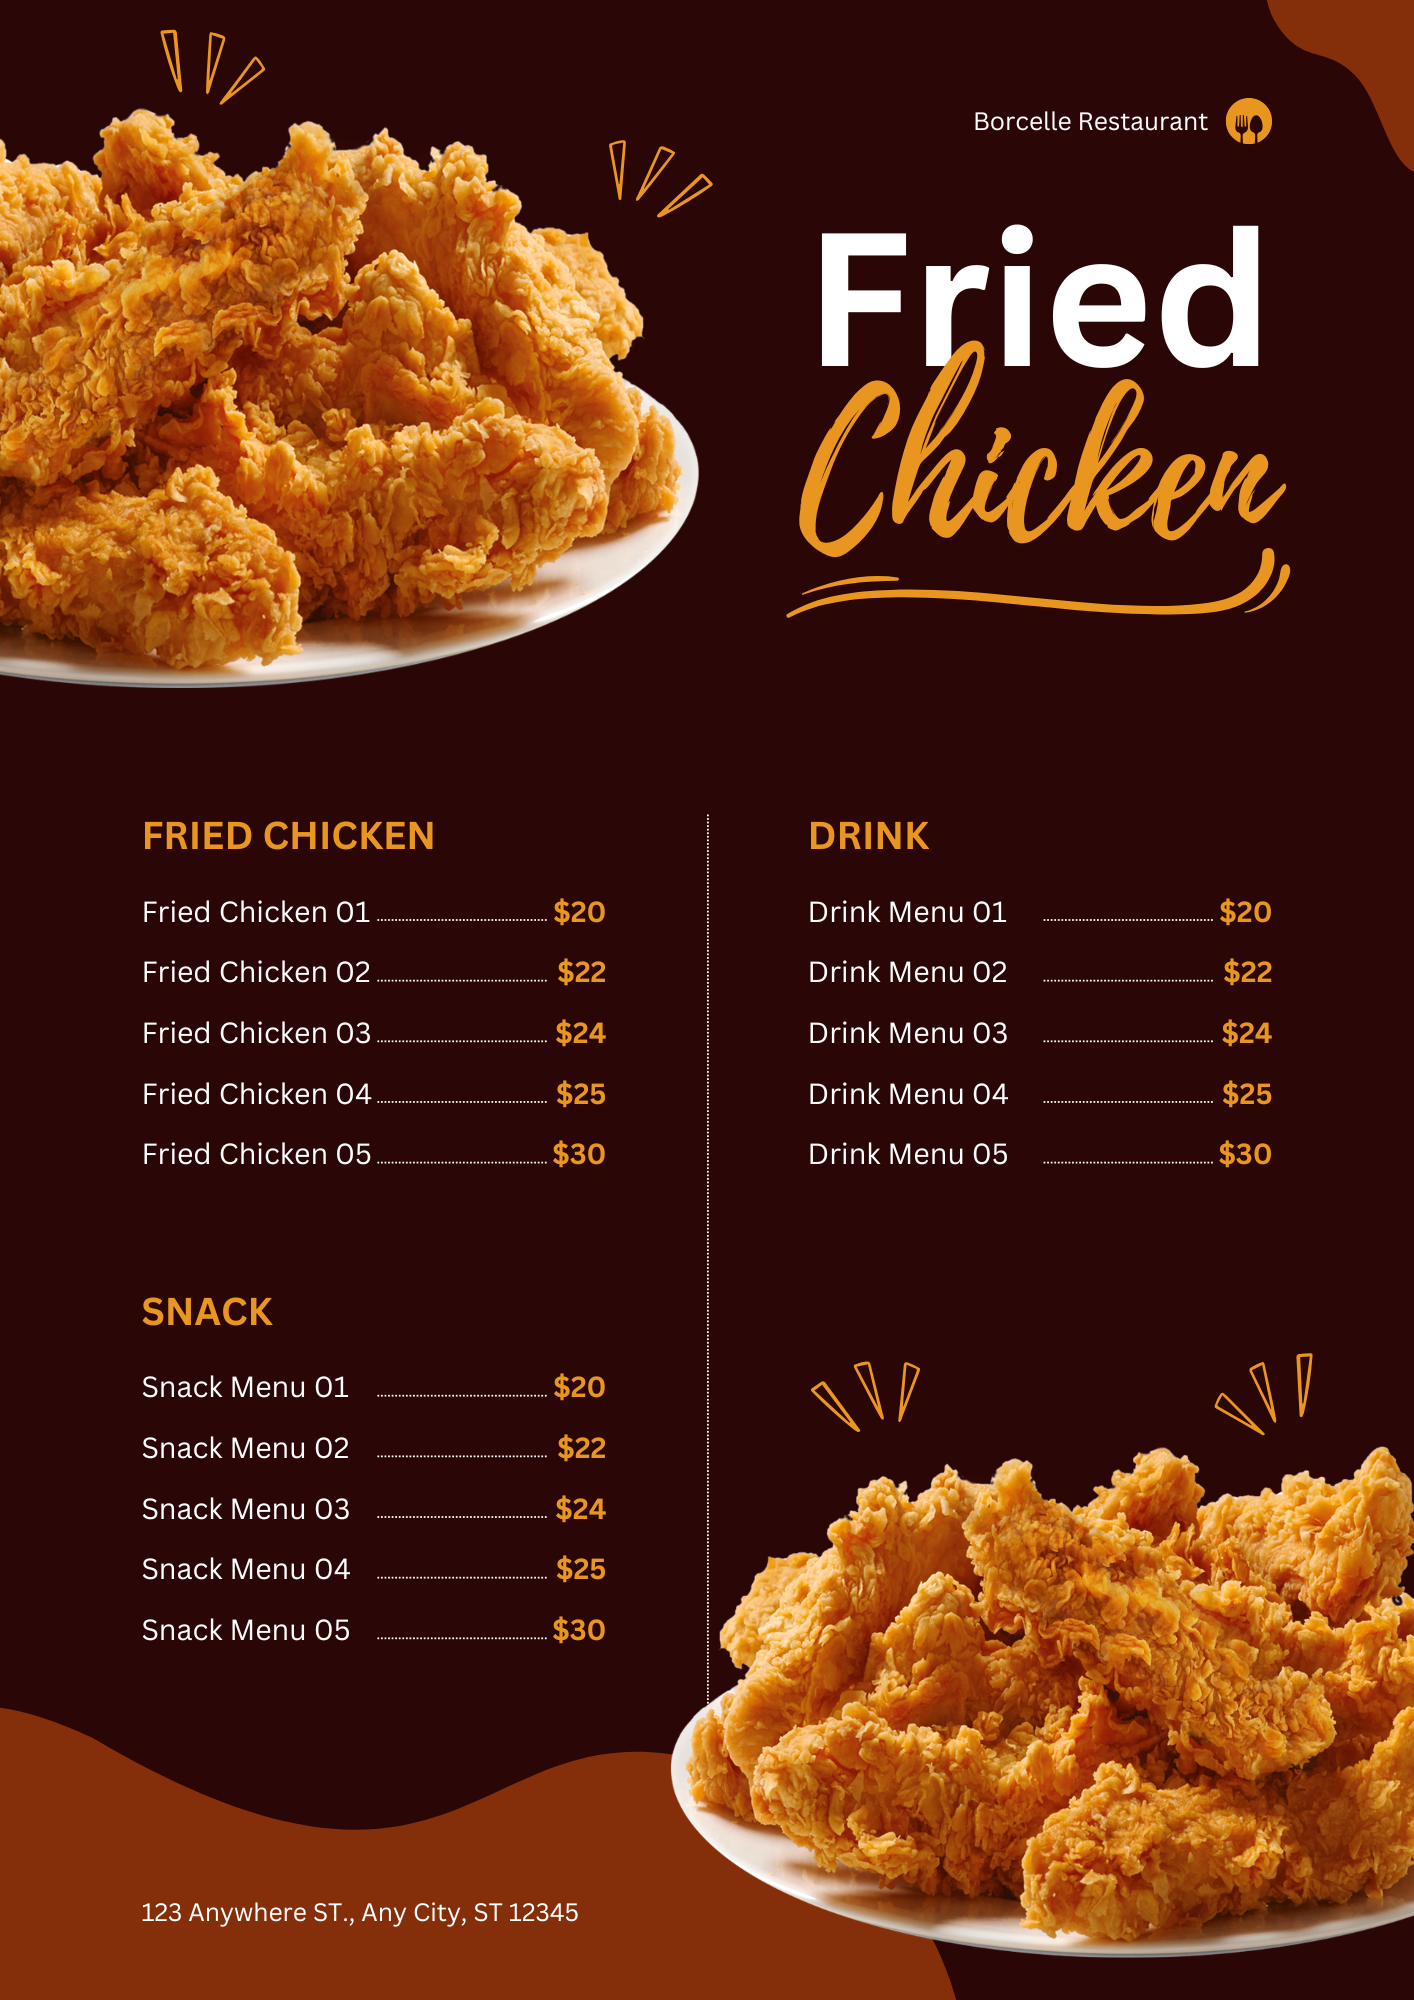 Borcelle Restaurant
Fried
Chicken
FRIED CHICKEN
Fried Chicken 01 $20
Fried Chicken 02 $22
Fried Chicken 03 $24
Fried Chicken 04 $25
Fried Chicken 05 $30
SNACK
Snack Menu 01 $20
Snack Menu 02 $22
Snack Menu 03 $24
Snack Menu 04 $25
Snack Menu 05 $30
DRINK
Drink Menu 01 $20
Drink Menu 02 $22
Drink Menu 03 $24
Drink Menu 04 $25
Drink Menu 05 $30
123 Anywhere ST., Any City, ST 12345